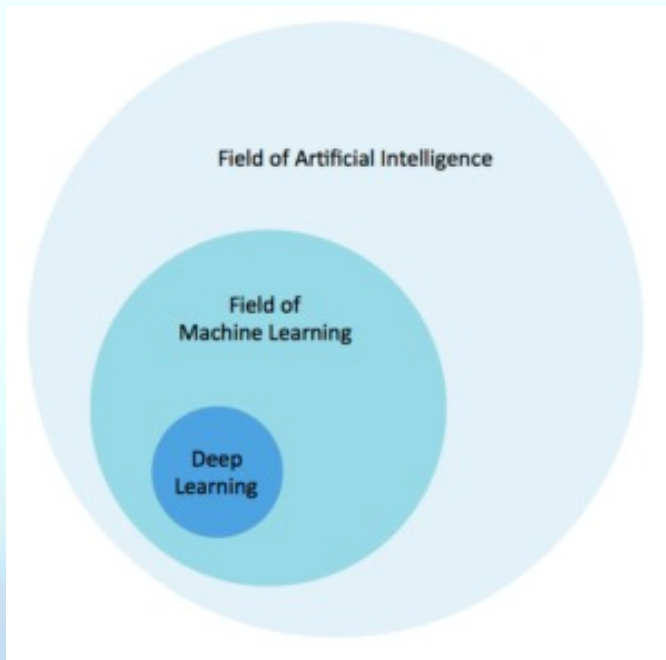 Field of Artificial Intelligence
Field of
Machine Learning
Deep
Learning